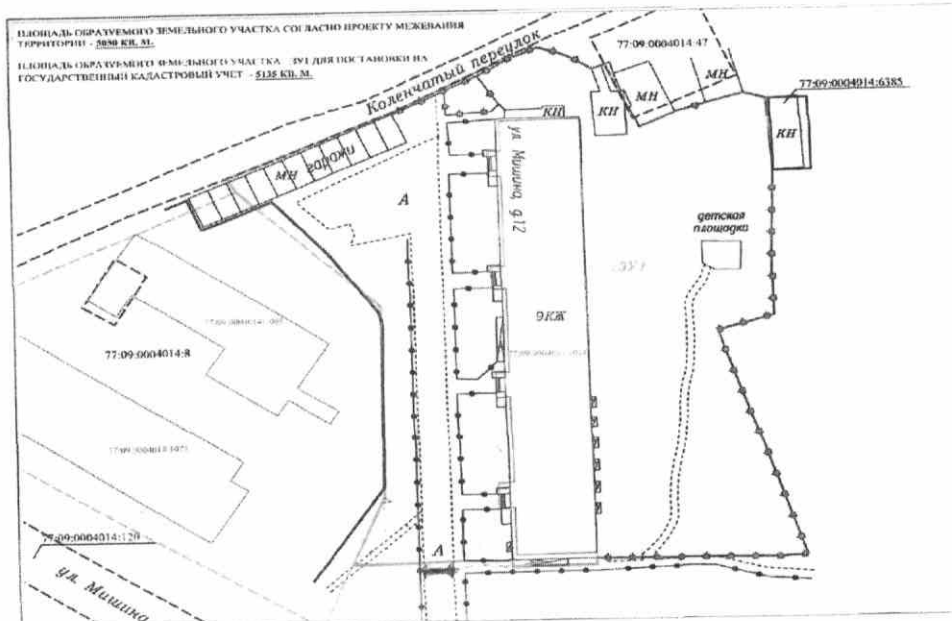 ПЛОЩАДЬ ОБРАЗУЕМОГО ЗЕМЕЛЬНОГО УЧАСТКА СОГЛАСНО ПРОЕКТУ МЕЖЕВАНИЯ
ТЕРРИТОРИИ - 5050 КВ. М.
ПЛОЩАДЬ ОБРАЗУЕМОГО ЗЕМЕЛЬНОГО УЧАСТКА ЗУ1 ДЛЯ ПОСТАНОВКИ НА
ГОСУДАРСТВЕННЫЙ КАДАСТРОВЫЙ УЧЕТ - 5135 КВ. М.
Коленчатый переулок
77:09:0004014:47
77:09:0004014:6385
МН
МН
КН
КН
КН
МН
гаражи
ул. Мишина, д.12
А
детская
площадка
9КЖ
77:09:0004014:8
77:09:0004014:120
А
ул. Мишина